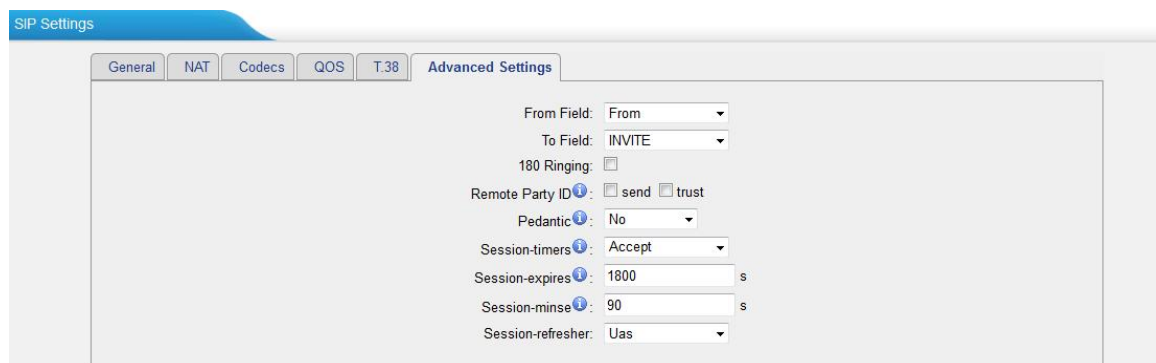 SIP Settings
General NAT Codecs QOS T.38 Advanced Settings
From Field: From
To Field: INVITE
180 Ringing:
Remote Party ID i : send trust
Pedantic i : No
Session-timers i : Accept
Session-expires i : 1800 s
Session-minse i : 90 s
Session-refresher: Uas